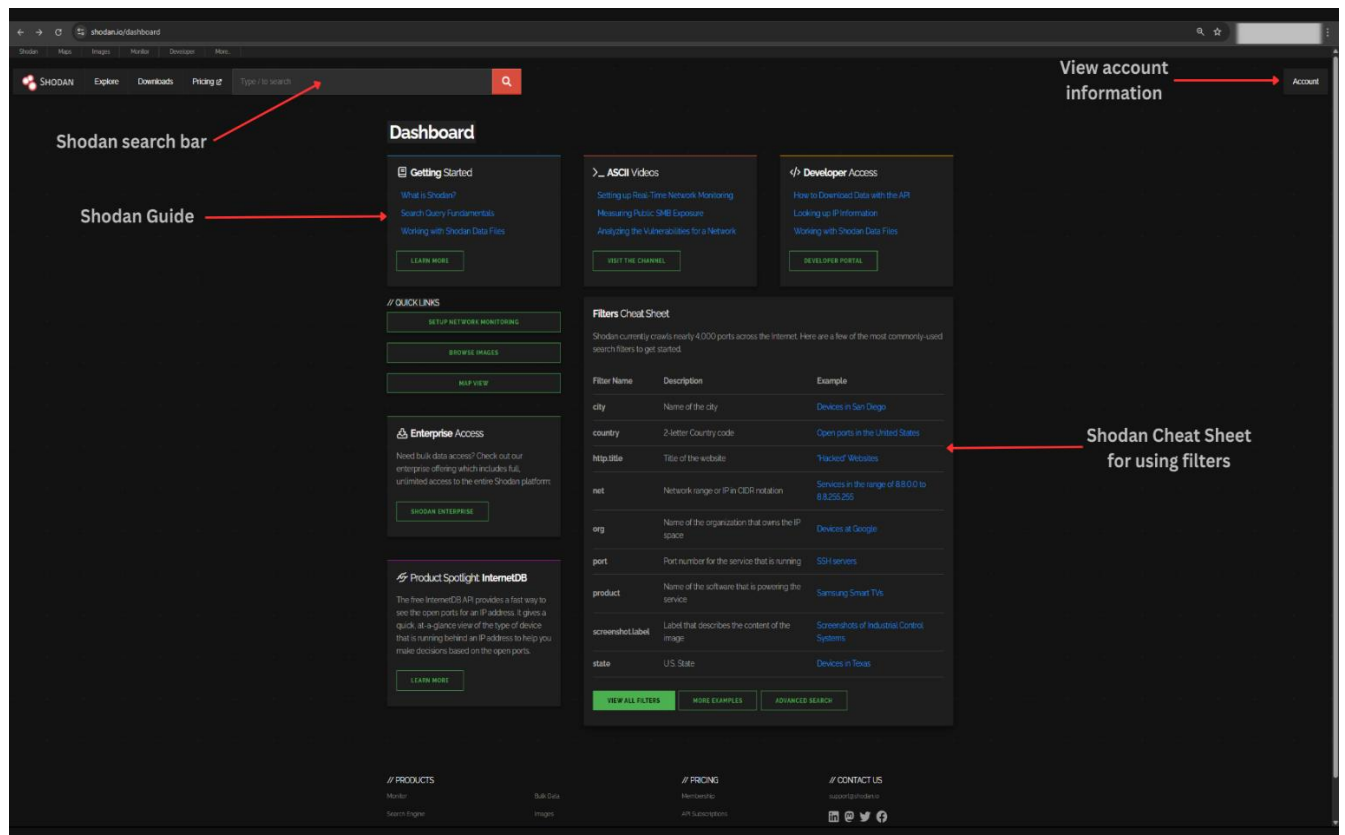 shodan.io/dashboard
Shodan Maps Images Monitor Developer More...
SHODAN Explore Downloads Pricing Type / to search Account
View account
information
Shodan search bar
Shodan Guide
Dashboard
Getting Started
What is Shodan?
Search Query Fundamentals
Working with Shodan Data Files
LEARN MORE
>_ ASCII Videos
Setting up Real-Time Network Monitoring
Measuring Public SMB Exposure
Analyzing the Vulnerabilities for a Network
VISIT THE CHANNEL
</> Developer Access
How to Download Data with the API
Looking up IP Information
Working with Shodan Data Files
DEVELOPER PORTAL
// QUICK LINKS
SETUP NETWORK MONITORING
BROWSE IMAGES
MAP VIEW
Enterprise Access
Need bulk data access? Check out our
enterprise offering which includes full,
unlimited access to the entire Shodan platform:
SHODAN ENTERPRISE
Product Spotlight: InternetDB
The free InternetDB API provides a fast way to
see the open ports for an IP address. It gives a
quick, at-a-glance view of the type of device
that is running behind an IP address to help you
make decisions based on the open ports.
LEARN MORE
Filters Cheat Sheet
Shodan currently crawls nearly 4,000 ports across the Internet. Here are a few of the most commonly-used
search filters to get started.
Filter Name Description Example
city Name of the city Devices in San Diego
country 2-letter Country code Open ports in the United States
http.title Title of the website "Hacked" Websites
net Network range or IP in CIDR notation Services in the range of 8.8.0.0 to
8.8.255.255
org Name of the organization that owns the IP
space Devices at Google
port Port number for the service that is running SSH servers
product Name of the software that is powering the
service Samsung Smart TVs
screenshot.label Label that describes the content of the
image Screenshots of Industrial Control
Systems
state U.S. State Devices in Texas
VIEW ALL FILTERS MORE EXAMPLES ADVANCED SEARCH
Shodan Cheat Sheet
for using filters
// PRODUCTS
Monitor Bulk Data
Search Engine Images
// PRICING
Membership
API Subscriptions
// CONTACT US
support@shodan.io